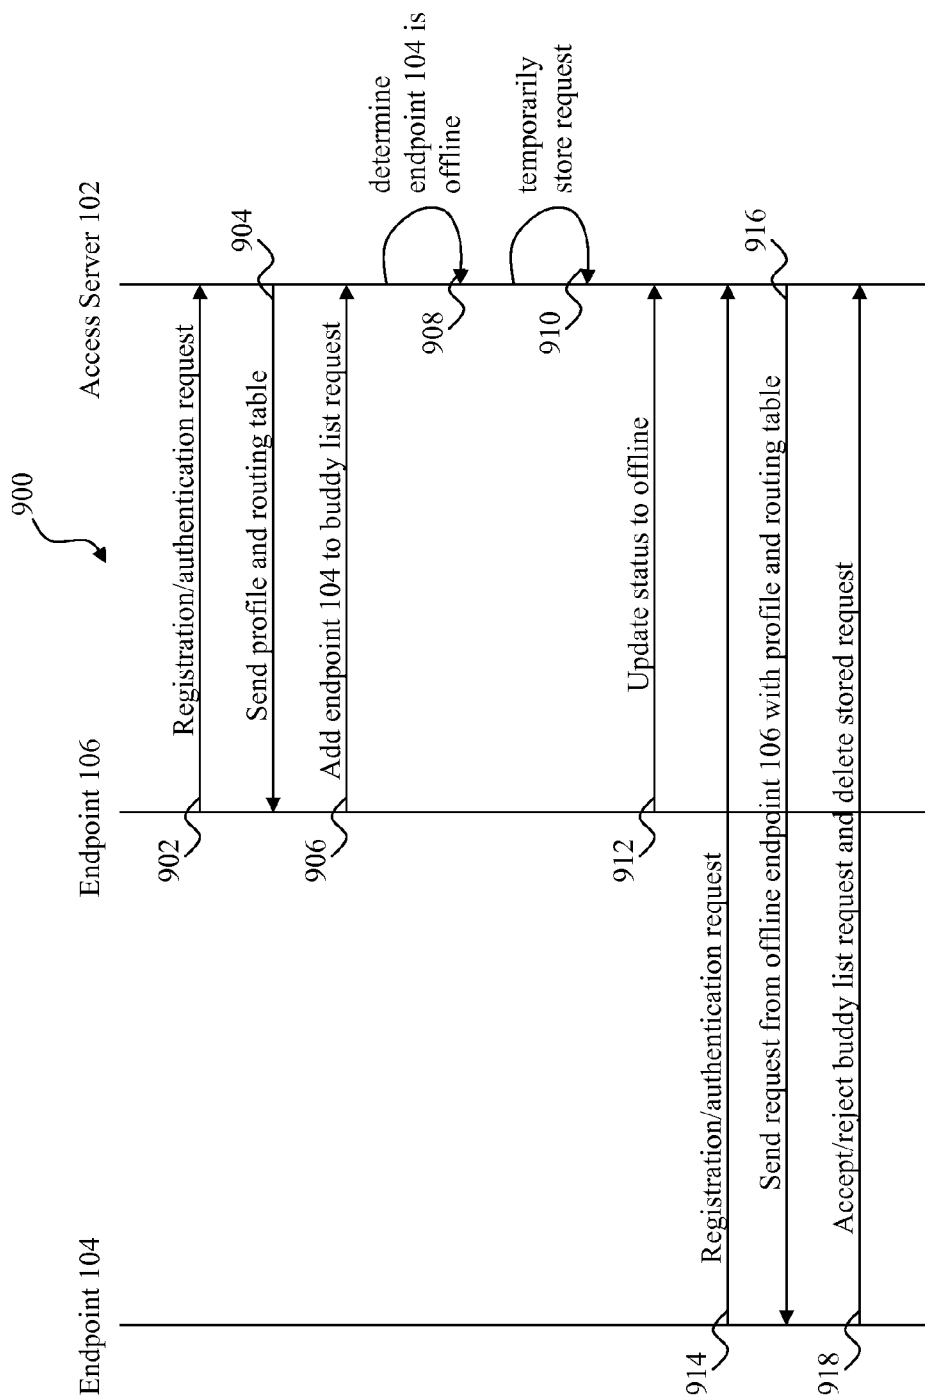 900
Endpoint 104
Endpoint 106
Access Server 102
902
Registration/authentication request
Send profile and routing table
904
906
Add endpoint 104 to buddy list request
determine
endpoint 104 is
offline
908
temporarily
store request
910
912
Update status to offline
914
Registration/authentication request
Send request from offline endpoint 106 with profile and routing table
916
918
Accept/reject buddy list request and delete stored request